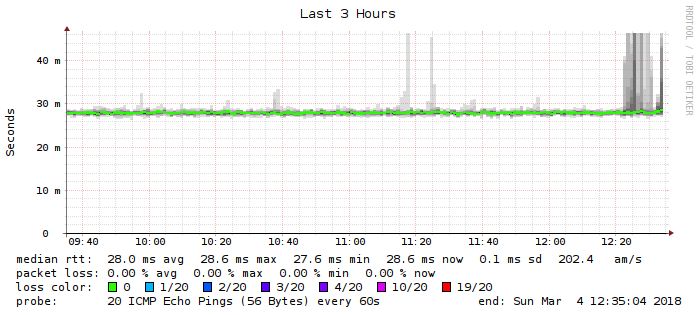 Last 3 Hours
RRDTOOL / TOBI OETIKER
Seconds
40 m
30 m
20 m
10 m
0
09:40 10:00 10:20 10:40 11:00 11:20 11:40 12:00 12:20
median rtt: 28.0 ms avg 28.6 ms max 27.6 ms min 28.6 ms now 0.1 ms sd 202.4 am/s
packet loss: 0.00 % avg 0.00 % max 0.00 % min 0.00 % now
loss color: 0 1/20 2/20 3/20 4/20 10/20 19/20
probe: 20 ICMP Echo Pings (56 Bytes) every 60s end: Sun Mar 4 12:35:04 2018